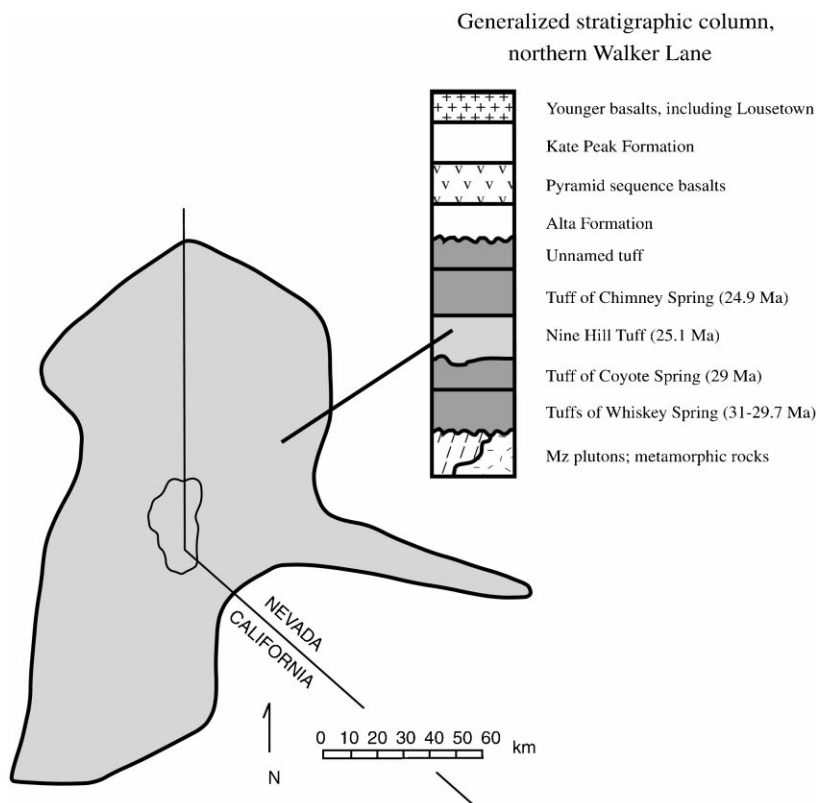 Generalized stratigraphic column,
northern Walker Lane
Younger basalts, including Lousetown
Kate Peak Formation
Pyramid sequence basalts
Alta Formation
Unnamed tuff
Tuff of Chimney Spring (24.9 Ma)
Nine Hill Tuff (25.1 Ma)
Tuff of Coyote Spring (29 Ma)
Tuffs of Whiskey Spring (31-29.7 Ma)
Mz plutons; metamorphic rocks
NEVADA
CALIFORNIA
0 10 20 30 40 50 60
km
N